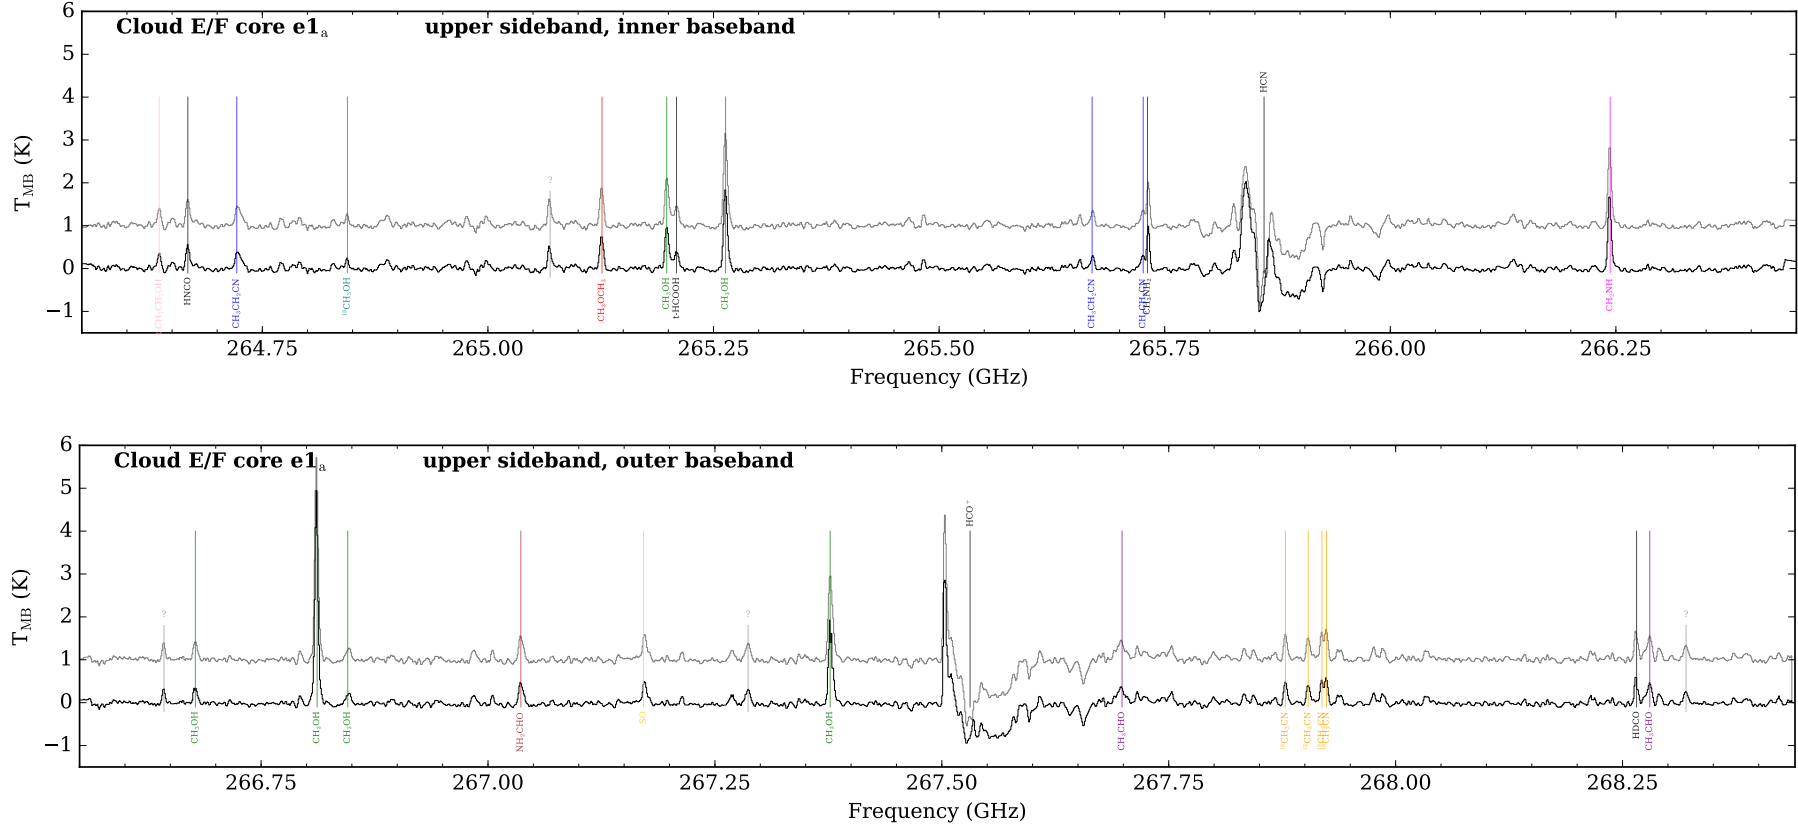 Cloud E/F core e1a upper sideband, inner baseband
6
5
4
3
2
1
0
−1
T_MB (K)
HCN
?
HNCO
CH₃CH₂CN
¹³CH₃OH
CH₃OCH₃
CH₃OH
t-HCOOH
CH₃OH
CH₃CH₂CN
CH₂NH
264.75 265.00 265.25 265.50 265.75 266.00 266.25
Frequency (GHz)
Cloud E/F core e1a upper sideband, outer baseband
6
5
4
3
2
1
0
−1
T_MB (K)
HCO⁺
?
?
?
CH₃OH
CH₃OH
CH₃OH
NH₂CHO
SO
CH₃OH
CH₃CHO
¹³CH₃CN
¹³CH₃CN
HDCO
CH₃CHO
266.75 267.00 267.25 267.50 267.75 268.00 268.25
Frequency (GHz)